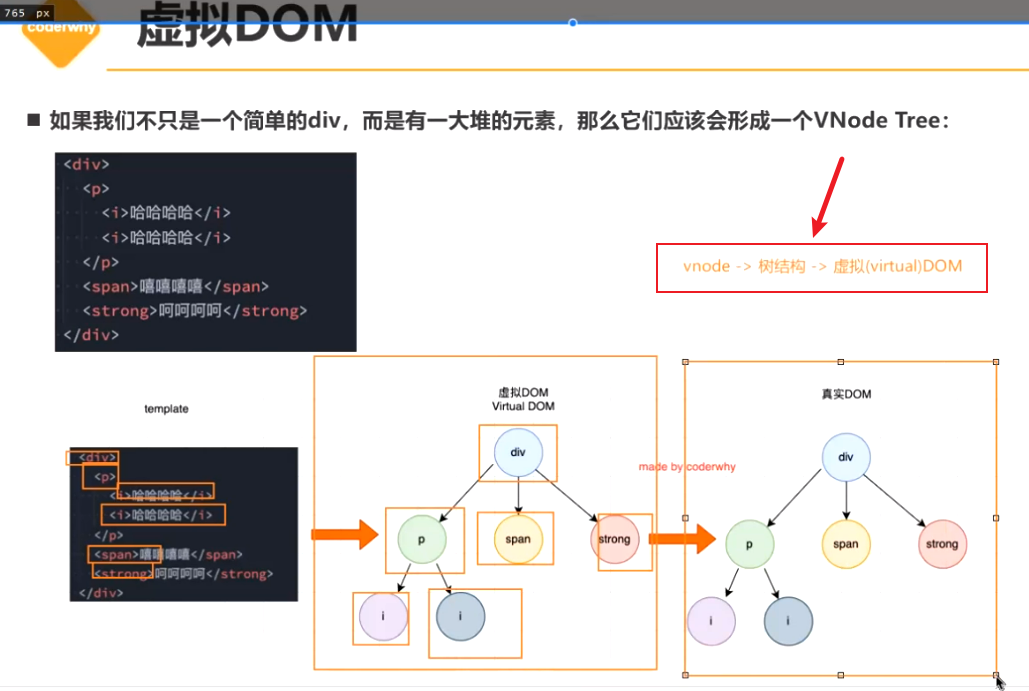 765 px
coderwhy
虚拟DOM
■ 如果我们不只是一个简单的div，而是有一大堆的元素，那么它们应该会形成一个VNode Tree：
<div>
<p>
<i>哈哈哈哈</i>
<i>哈哈哈哈</i>
</p>
<span>嘻嘻嘻嘻</span>
<strong>呵呵呵呵</strong>
</div>
vnode -> 树结构 -> 虚拟(virtual)DOM
template
<div>
<p>
<i>哈哈哈哈</i>
<i>哈哈哈哈</i>
</p>
<span>嘻嘻嘻嘻</span>
<strong>呵呵呵呵</strong>
</div>
虚拟DOM
Virtual DOM
div
p
span
strong
i
i
made by coderwhy
真实DOM
div
p
span
strong
i
i